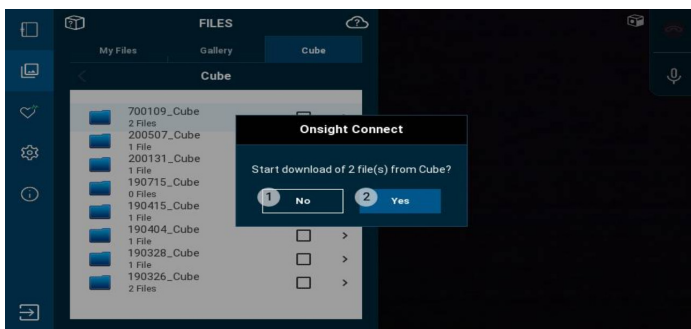 FILES
My Files Gallery Cube
Cube
700109_Cube
2 Files
200507_Cube
1 File
200131_Cube
1 File
190715_Cube
0 Files
190415_Cube
1 File
190404_Cube
1 File
190328_Cube
1 File
190326_Cube
2 Files
Onsight Connect
Start download of 2 file(s) from Cube?
1 No 2 Yes